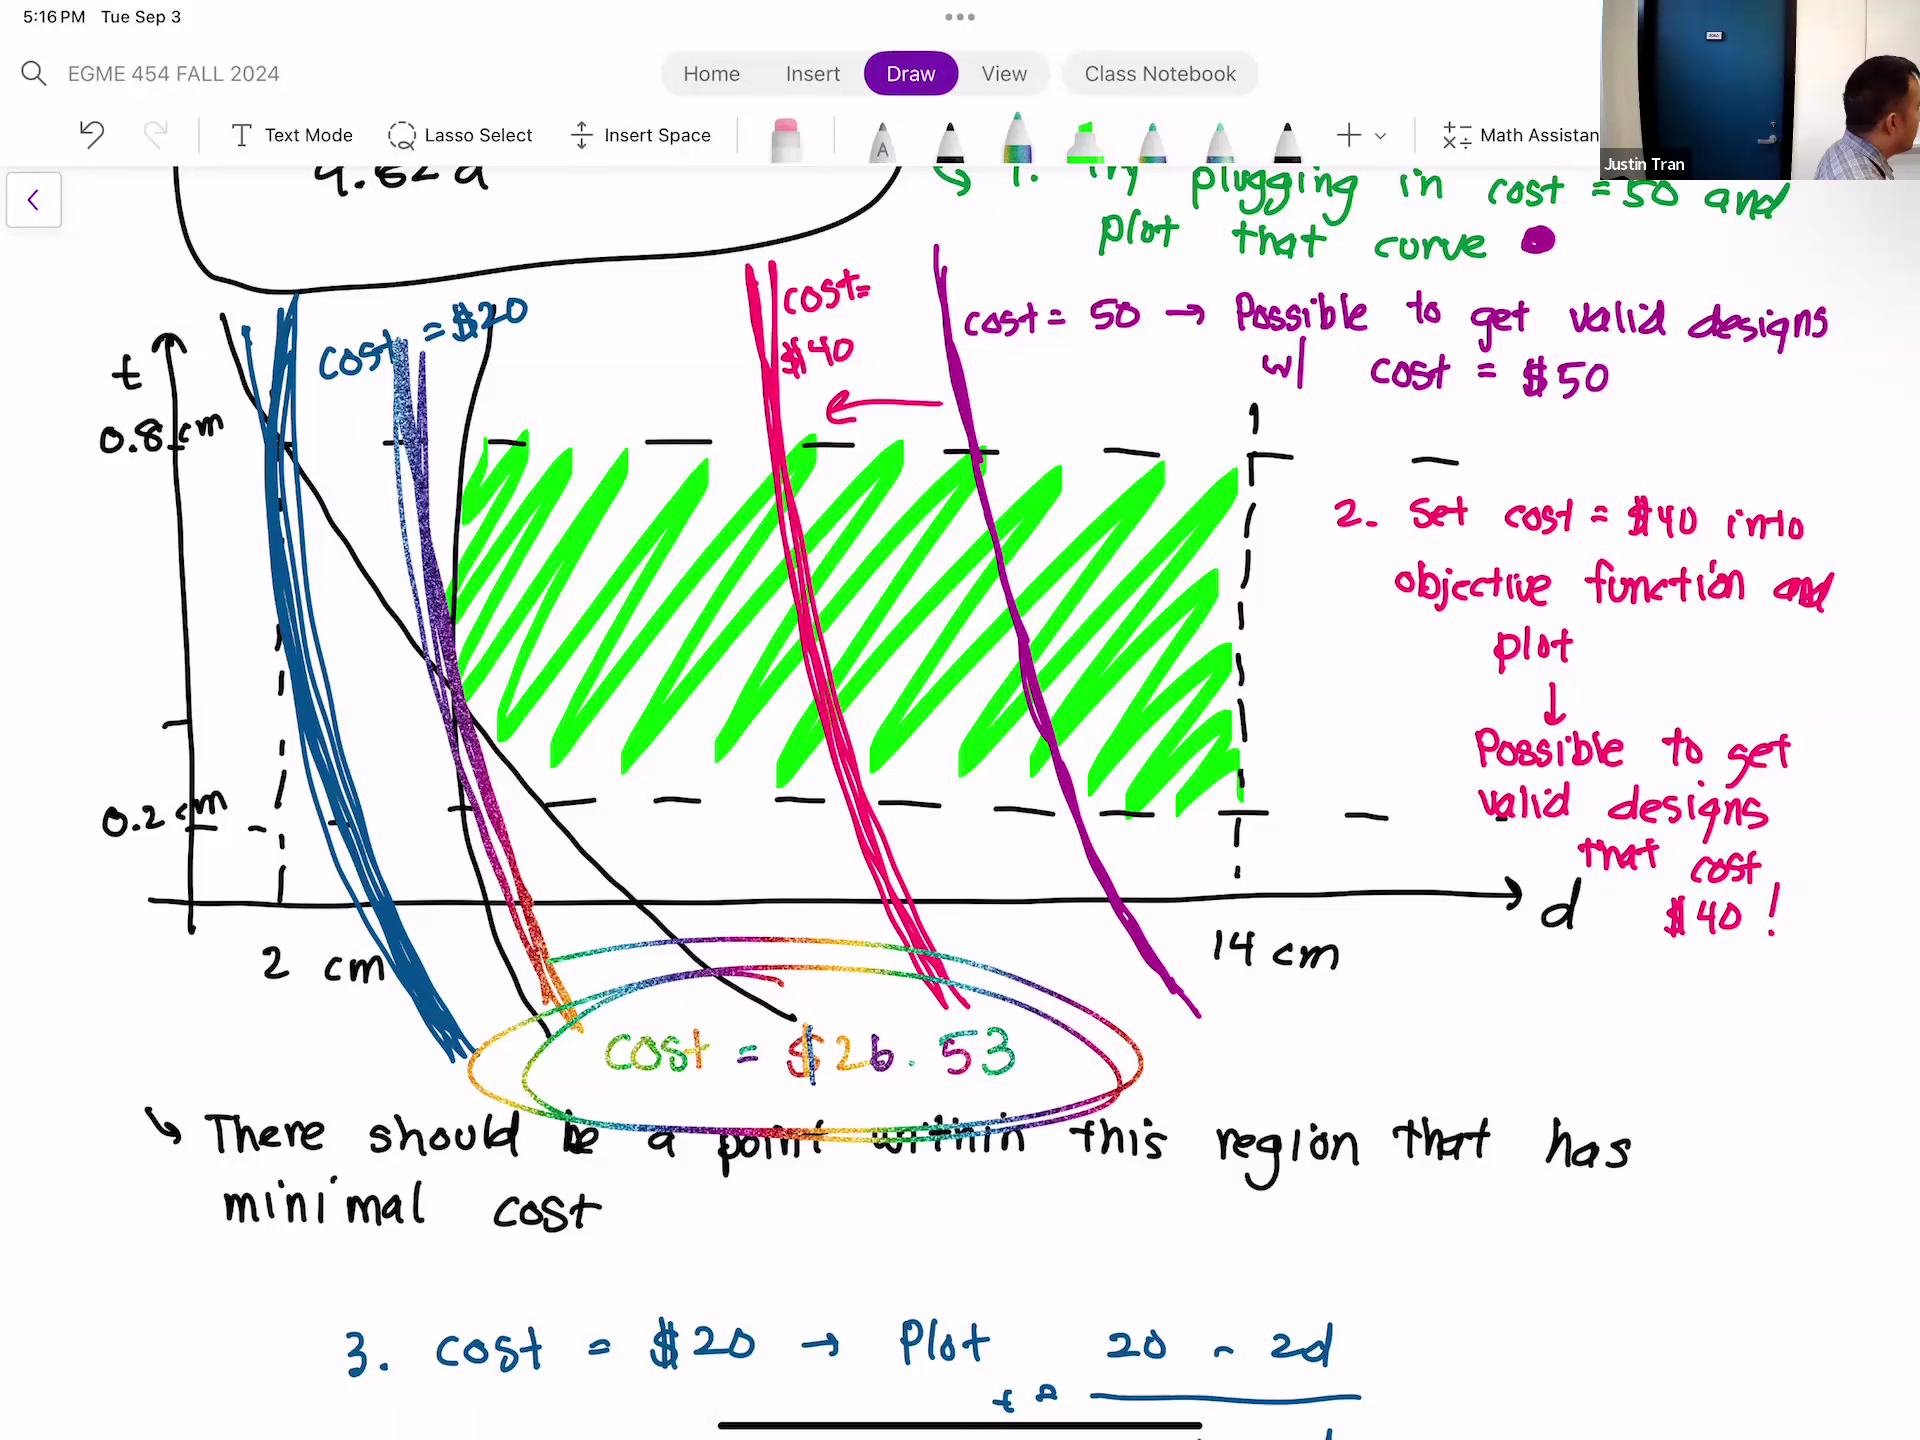 5:16 PM Tue Sep 3
EGME 454 FALL 2024
Home Insert Draw View Class Notebook
Text Mode Lasso Select Insert Space A Math Assistan
Justin Tran
1. Try plugging in cost = 50 and
plot that curve
cost = $20
cost=
$40
cost = 50 → Possible to get valid designs
w/ cost = $50
t
0.8 cm
2. Set cost = $40 into
objective function and
plot
↓
Possible to get
valid designs
that cost
$40 !
0.2 cm
d
2 cm
14 cm
cost = $26.53
↳ There should be a point within this region that has
minimal cost
3. cost = $20 → Plot 20 - 2d
t =